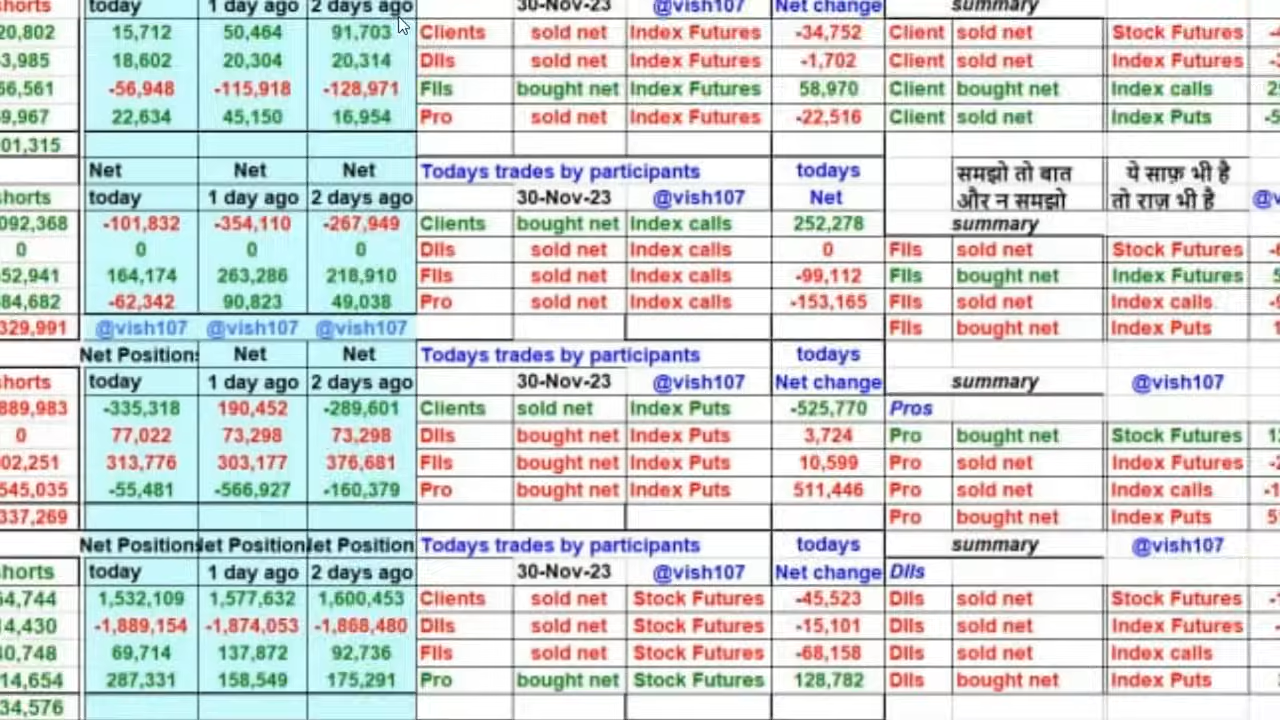 today 1 day ago 2 days ago 30-Nov-23 @vish107 Net change summary
20,802 15,712 50,464 91,703 Clients sold net Index Futures -34,752 Client sold net Stock Futures
3,985 18,602 20,304 20,314 DIIs sold net Index Futures -1,702 Client sold net Index Futures
56,561 -56,948 -115,918 -128,971 FIIs bought net Index Futures 58,970 Client bought net Index calls
9,967 22,634 45,150 16,954 Pro sold net Index Futures -22,516 Client sold net Index Puts
01,315
Net Net Net Todays trades by participants todays समझो तो बात ये साफ़ भी है
shorts today 1 day ago 2 days ago 30-Nov-23 @vish107 Net और न समझो तो राज़ भी है
092,368 -101,832 -354,110 -267,949 Clients bought net Index calls 252,278 summary
0 0 0 0 DIIs sold net Index calls 0 FIIs sold net Stock Futures
52,941 164,174 263,286 218,910 FIIs sold net Index calls -99,112 FIIs bought net Index Futures
84,682 -62,342 90,823 49,038 Pro sold net Index calls -153,165 FIIs sold net Index calls
329,991 @vish107 @vish107 @vish107 FIIs bought net Index Puts
Net Positions Net Net Todays trades by participants todays
shorts today 1 day ago 2 days ago 30-Nov-23 @vish107 Net change summary @vish107
889,983 -335,318 190,452 -289,601 Clients sold net Index Puts -525,770 Pros
0 77,022 73,298 73,298 DIIs bought net Index Puts 3,724 Pro bought net Stock Futures
02,251 313,776 303,177 376,681 FIIs bought net Index Puts 10,599 Pro sold net Index Futures
545,035 -55,481 -566,927 -160,379 Pro bought net Index Puts 511,446 Pro sold net Index calls
337,269 Pro bought net Index Puts
Net Positions Net Position Net Position Todays trades by participants todays summary @vish107
shorts today 1 day ago 2 days ago 30-Nov-23 @vish107 Net change DIIs
64,744 1,532,109 1,577,632 1,600,453 Clients sold net Stock Futures -45,523 DIIs sold net Stock Futures
14,430 -1,889,154 -1,874,053 -1,868,480 DIIs sold net Stock Futures -15,101 DIIs sold net Index Futures
40,748 69,714 137,872 92,736 FIIs sold net Stock Futures -68,158 DIIs sold net Index calls
14,654 287,331 158,549 175,291 Pro bought net Stock Futures 128,782 DIIs bought net Index Puts
34,576